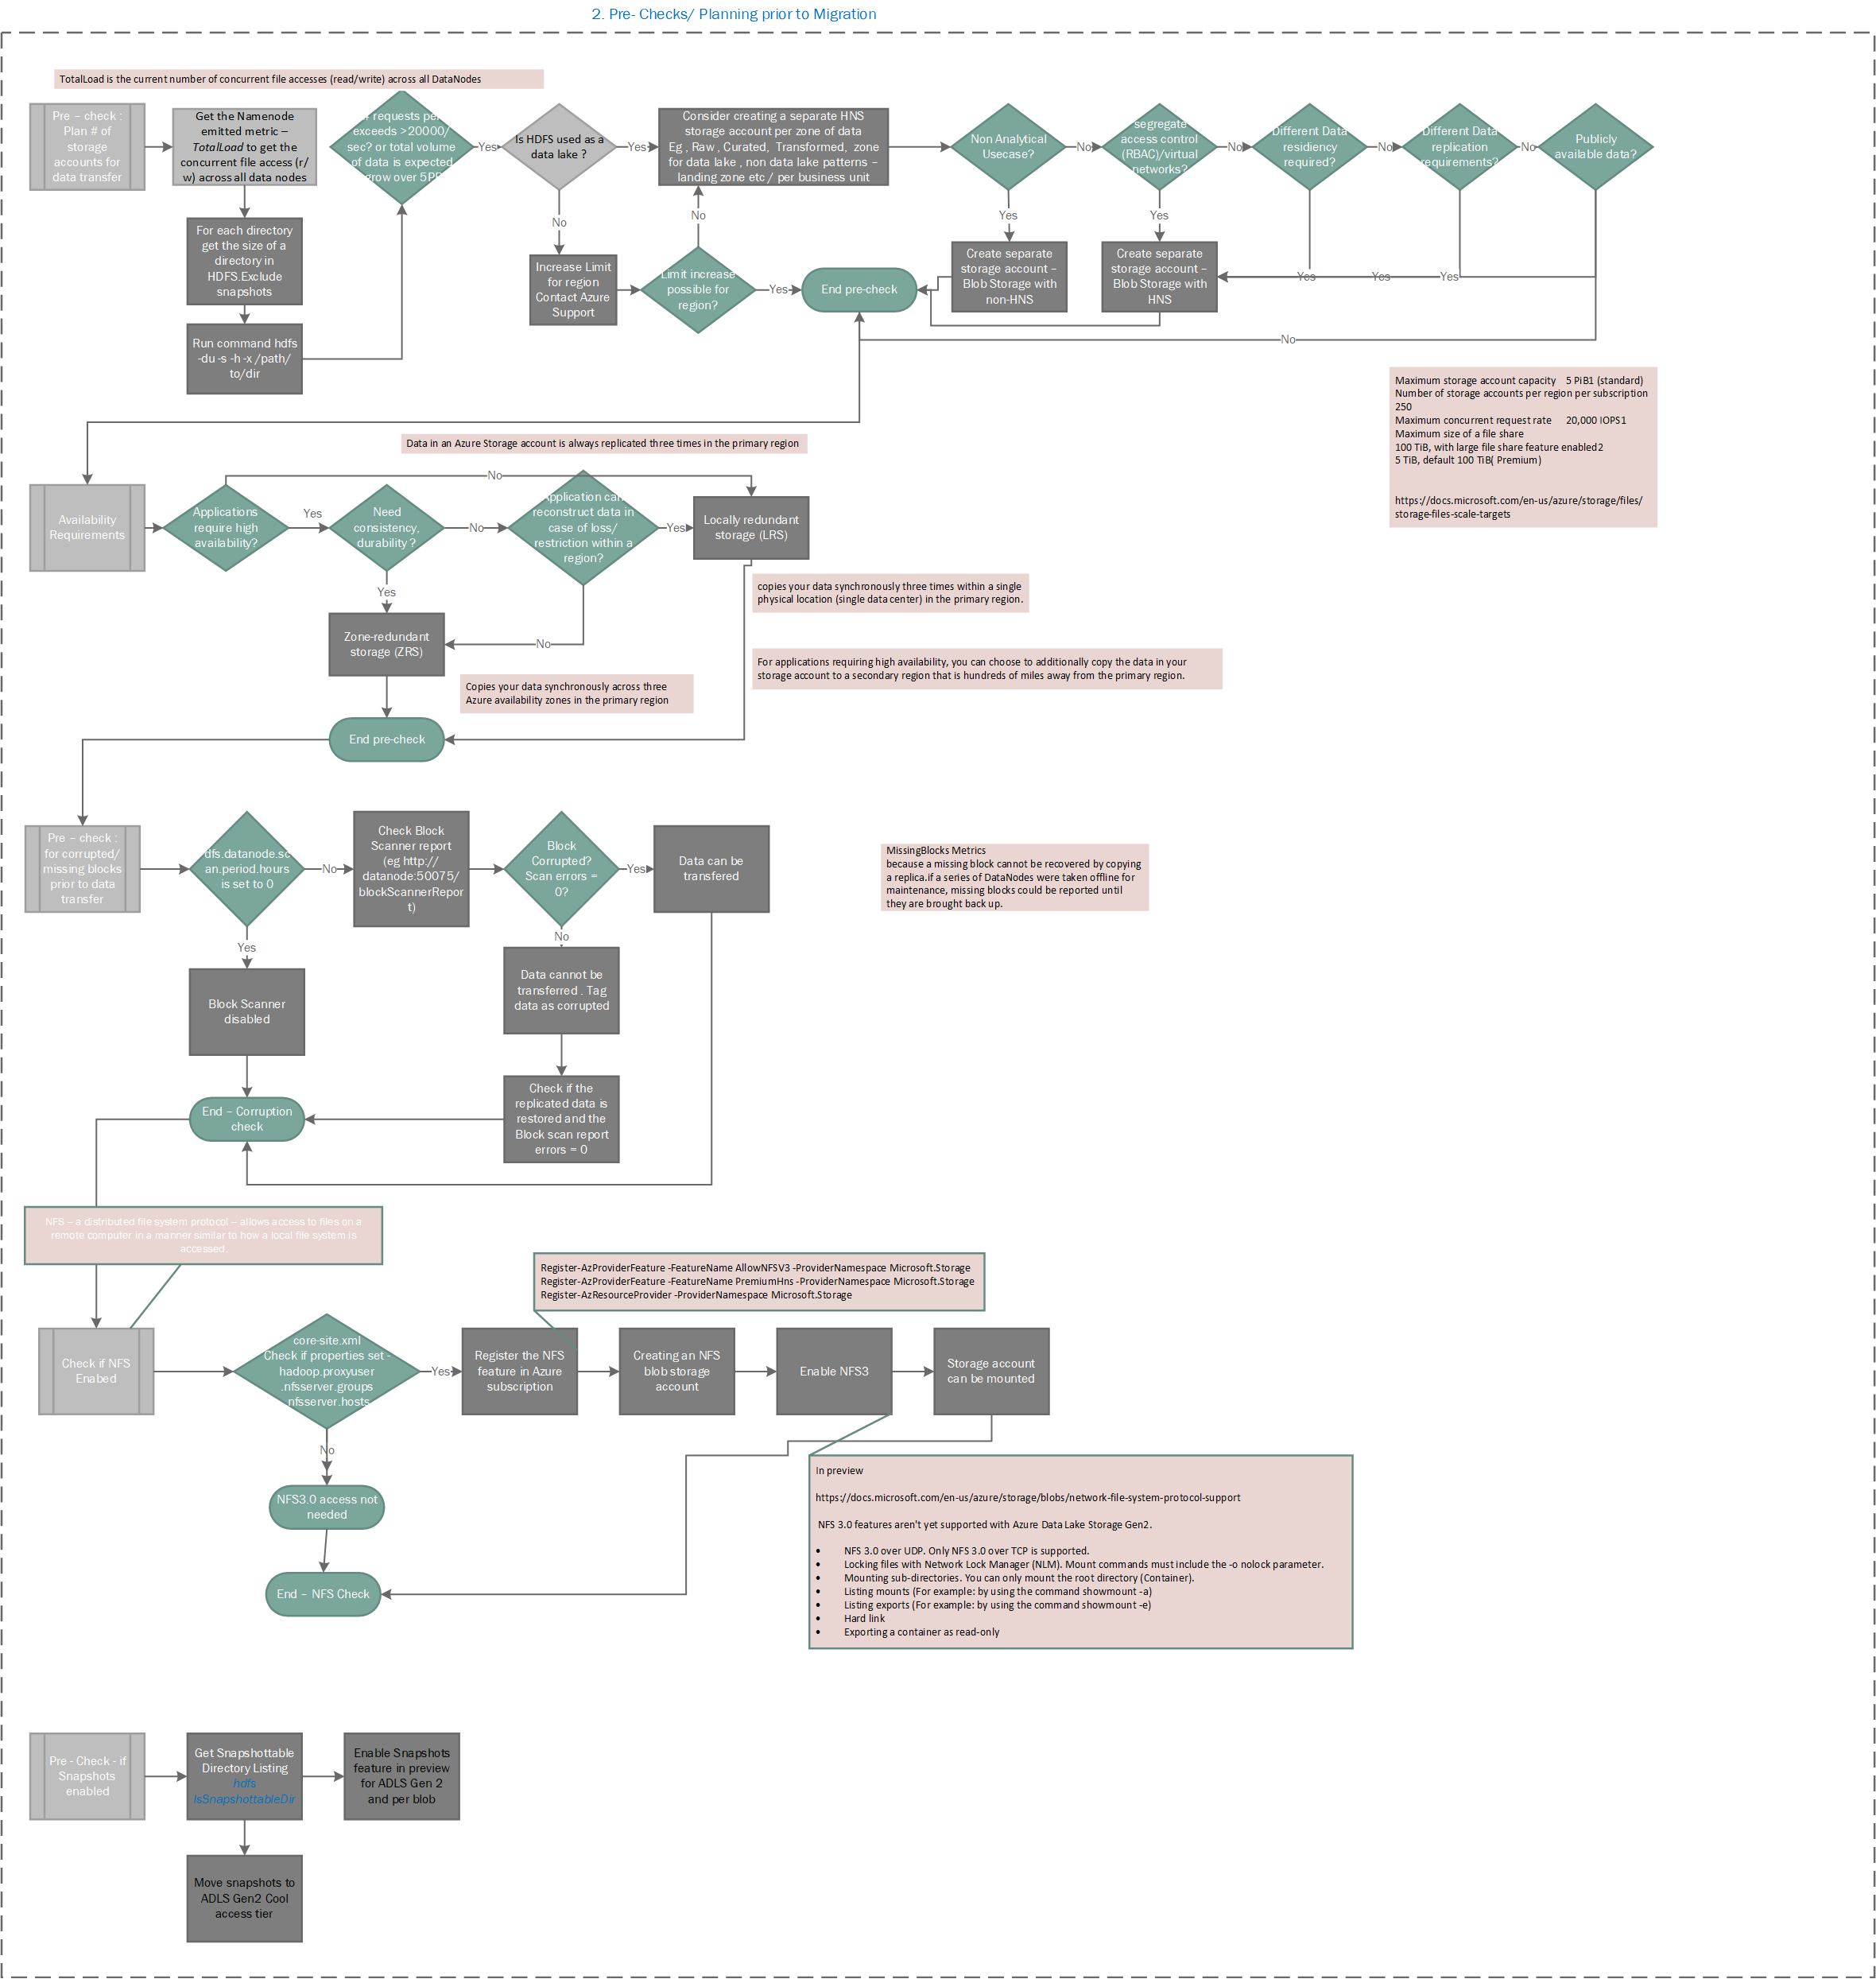 2. Pre- Checks/ Planning prior to Migration
TotalLoad is the current number of concurrent file accesses (read/write) across all DataNodes
Pre – check :
Plan # of
storage
accounts for
data transfer
Get the Namenode
emitted metric –
TotalLoad to get the
concurrent file access (r/
w) across all data nodes
For each directory
get the size of a
directory in
HDFS.Exclude
snapshots
Run command hdfs
-du -s -h -x /path/
to/dir
# requests per
exceeds >20000/
sec? or total volume
of data is expected
grow over 5PB
Yes
Is HDFS used as a
data lake ?
Yes
No
Increase Limit
for region
Contact Azure
Support
Limit increase
possible for
region?
No
Yes
Consider creating a separate HNS
storage account per zone of data
Eg , Raw , Curated, Transformed, zone
for data lake , non data lake patterns –
landing zone etc / per business unit
End pre-check
Non Analytical
Usecase?
No
Yes
Create separate
storage account –
Blob Storage with
non-HNS
segregate
access control
(RBAC)/virtual
networks?
No
Yes
Create separate
storage account –
Blob Storage with
HNS
Different Data
residiency
required?
No
Different Data
replication
requirements?
No
Publicly
available data?
Yes
Yes
Yes
No
Maximum storage account capacity 5 PiB1 (standard)
Number of storage accounts per region per subscription
250
Maximum concurrent request rate 20,000 IOPS1
Maximum size of a file share
100 TiB, with large file share feature enabled2
5 TiB, default 100 TiB( Premium)
https://docs.microsoft.com/en-us/azure/storage/files/
storage-files-scale-targets
Data in an Azure Storage account is always replicated three times in the primary region
Availability
Requirements
Applications
require high
availability?
No
Yes
Need
consistency,
durability ?
No
Yes
Application can
reconstruct data in
case of loss/
restriction within a
region?
Yes
No
Locally redundant
storage (LRS)
Zone-redundant
storage (ZRS)
copies your data synchronously three times within a single
physical location (single data center) in the primary region.
For applications requiring high availability, you can choose to additionally copy the data in your
storage account to a secondary region that is hundreds of miles away from the primary region.
Copies your data synchronously across three
Azure availability zones in the primary region
End pre-check
Pre – check :
for corrupted/
missing blocks
prior to data
transfer
dfs.datanode.sc
an.period.hours
is set to 0
No
Yes
Check Block
Scanner report
(eg http://
datanode:50075/
blockScannerRepor
t)
Block
Corrupted?
Scan errors =
0?
Yes
No
Data can be
transfered
MissingBlocks Metrics
because a missing block cannot be recovered by copying
a replica.if a series of DataNodes were taken offline for
maintenance, missing blocks could be reported until
they are brought back up.
Block Scanner
disabled
Data cannot be
transferred . Tag
data as corrupted
Check if the
replicated data is
restored and the
Block scan report
errors = 0
End – Corruption
check
NFS – a distributed file system protocol – allows access to files on a
remote computer in a manner similar to how a local file system is
accessed.
Register-AzProviderFeature -FeatureName AllowNFSV3 -ProviderNamespace Microsoft.Storage
Register-AzProviderFeature -FeatureName PremiumHns -ProviderNamespace Microsoft.Storage
Register-AzResourceProvider -ProviderNamespace Microsoft.Storage
Check if NFS
Enabed
core-site.xml
Check if properties set -
hadoop.proxyuser
.nfsserver.groups
nfsserver.hosts
Yes
No
Register the NFS
feature in Azure
subscription
Creating an NFS
blob storage
account
Enable NFS3
Storage account
can be mounted
NFS3.0 access not
needed
End – NFS Check
In preview
https://docs.microsoft.com/en-us/azure/storage/blobs/network-file-system-protocol-support
NFS 3.0 features aren't yet supported with Azure Data Lake Storage Gen2.
• NFS 3.0 over UDP. Only NFS 3.0 over TCP is supported.
• Locking files with Network Lock Manager (NLM). Mount commands must include the -o nolock parameter.
• Mounting sub-directories. You can only mount the root directory (Container).
• Listing mounts (For example: by using the command showmount -a)
• Listing exports (For example: by using the command showmount -e)
• Hard link
• Exporting a container as read-only
Pre - Check - if
Snapshots
enabled
Get Snapshottable
Directory Listing
hdfs
lsSnapshottableDir
Enable Snapshots
feature in preview
for ADLS Gen 2
and per blob
Move snapshots to
ADLS Gen2 Cool
access tier